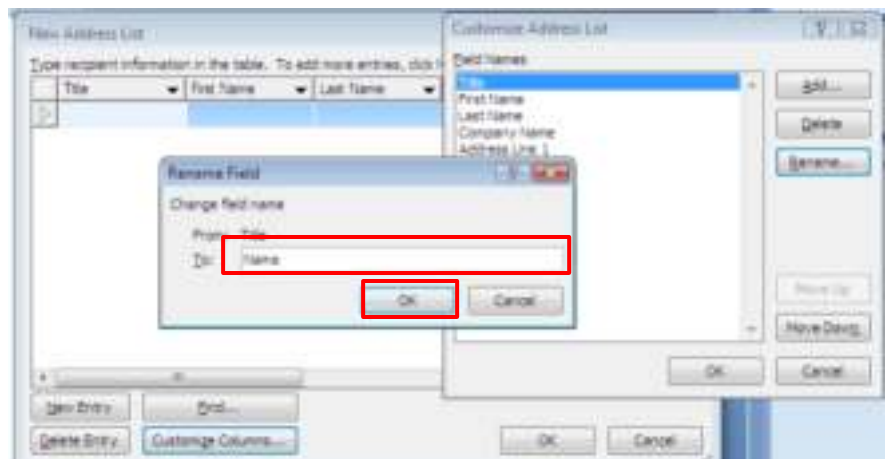 New Address List
Type recipient information in the table. To add more entries, click
Title First Name Last Name
New Entry Find...
Delete Entry Customize Columns... OK Cancel
Customize Address List
Field Names
Title
First Name
Last Name
Company Name
Address Line 1
Add...
Delete
Rename...
Move Up
Move Down
OK Cancel
Rename Field
Change field name
From: Title
To: Name
OK Cancel